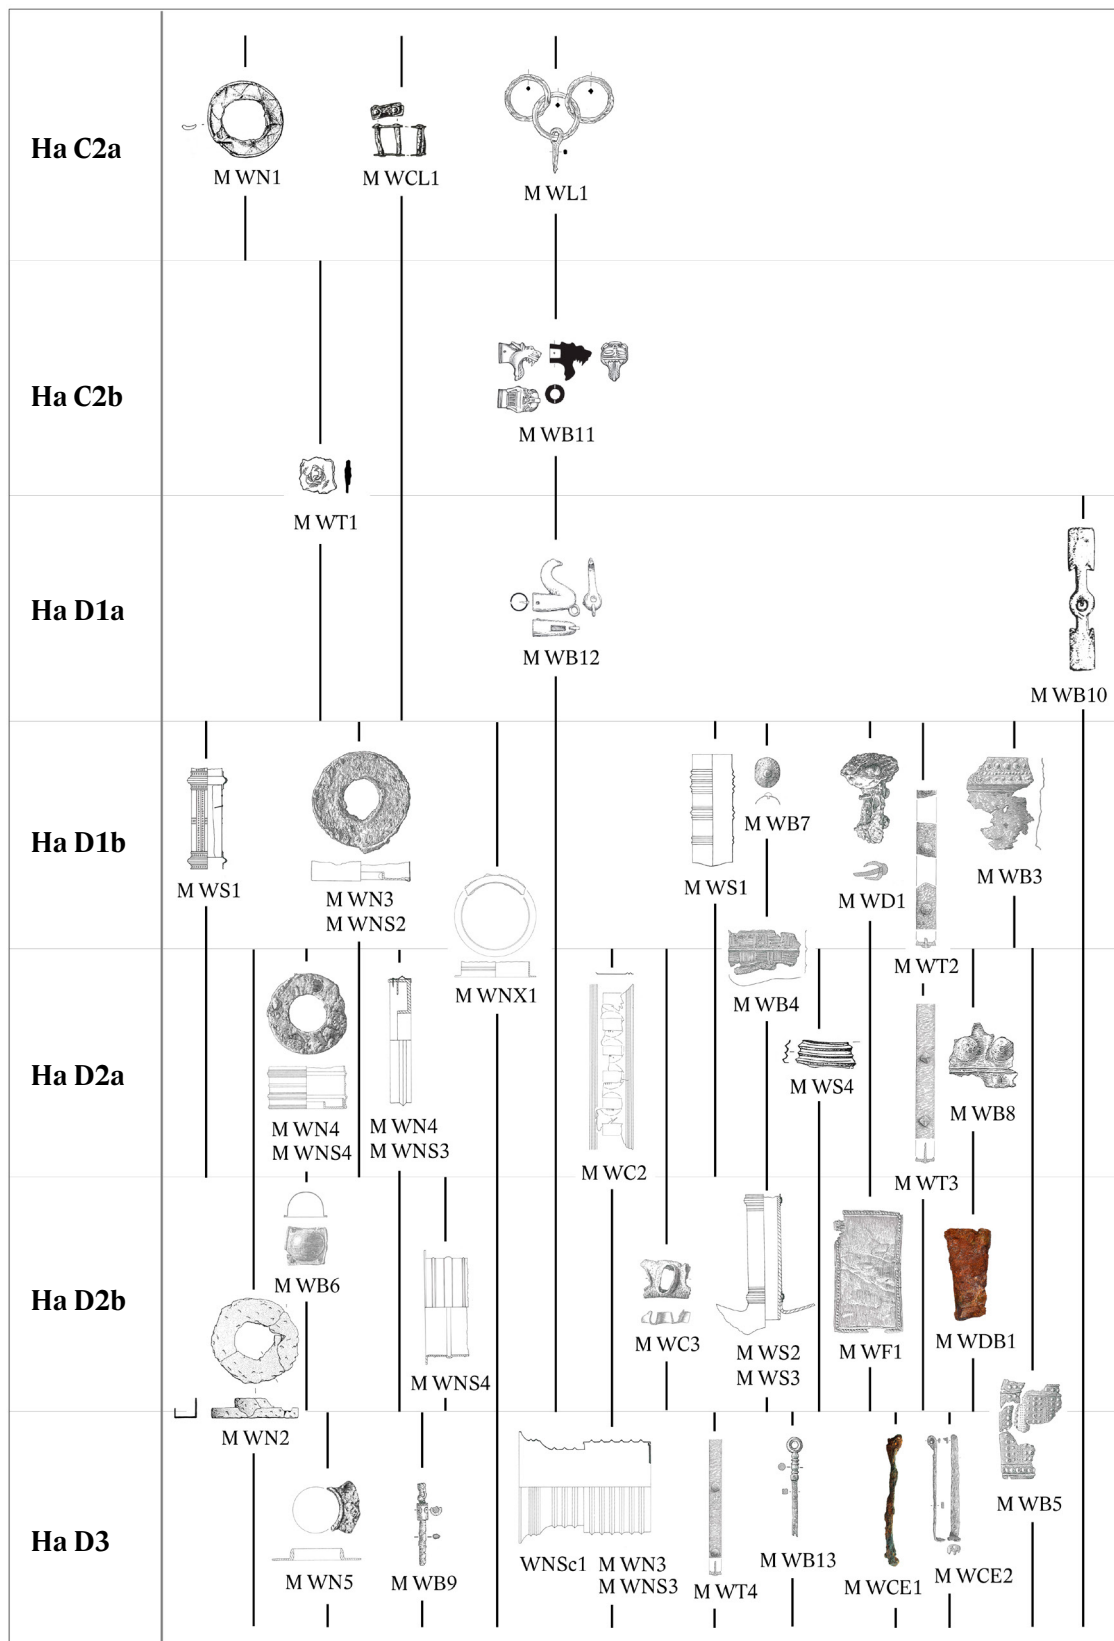 Ha C2a
M WN1
M WCL1
M WL1
Ha C2b
M WB11
M WT1
Ha D1a
M WB12
M WB10
Ha D1b
M WS1
M WN3
M WNS2
M WNX1
M WS1
M WB7
M WB4
M WD1
M WT2
M WB3
Ha D2a
M WN4
M WNS4
M WN4
M WNS3
M WC2
M WS4
M WT3
M WB8
Ha D2b
M WB6
M WN2
M WNS4
M WC3
M WS2
M WS3
M WF1
M WDB1
M WB5
Ha D3
M WN5
M WB9
WNSc1
M WN3
M WNS3
M WT4
M WB13
M WCE1
M WCE2